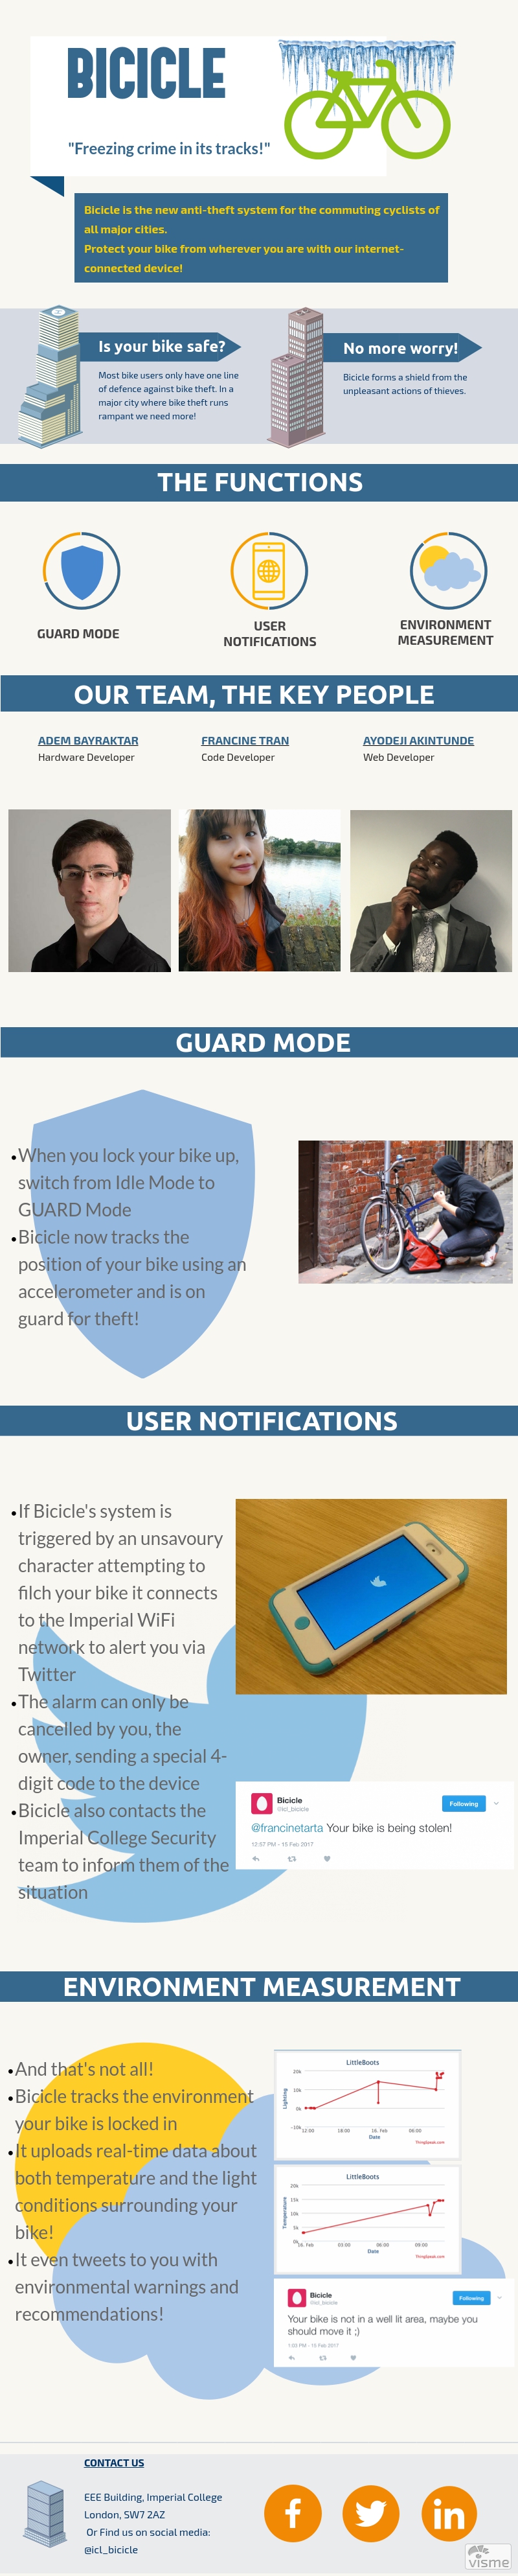 BICICLE
"Freezing crime in its tracks!"
Bicicle is the new anti-theft system for the commuting cyclists of
all major cities.
Protect your bike from wherever you are with our internet-
connected device!
Is your bike safe?
Most bike users only have one line
of defence against bike theft. In a
major city where bike theft runs
rampant we need more!
No more worry!
Bicicle forms a shield from the
unpleasant actions of thieves.
THE FUNCTIONS
GUARD MODE
USER
NOTIFICATIONS
ENVIRONMENT
MEASUREMENT
OUR TEAM, THE KEY PEOPLE
ADEM BAYRAKTAR
Hardware Developer
FRANCINE TRAN
Code Developer
AYODEJI AKINTUNDE
Web Developer
GUARD MODE
•When you lock your bike up,
switch from Idle Mode to
GUARD Mode
•Bicicle now tracks the
position of your bike using an
accelerometer and is on
guard for theft!
USER NOTIFICATIONS
•If Bicicle's system is
triggered by an unsavoury
character attempting to
filch your bike it connects
to the Imperial WiFi
network to alert you via
Twitter
•The alarm can only be
cancelled by you, the
owner, sending a special 4-
digit code to the device
•Bicicle also contacts the
Imperial College Security
team to inform them of the
situation
Bicicle
@icl_bicicle
Following
@francinetarta Your bike is being stolen!
12:57 PM - 15 Feb 2017
ENVIRONMENT MEASUREMENT
•And that's not all!
•Bicicle tracks the environment
your bike is locked in
•It uploads real-time data about
both temperature and the light
conditions surrounding your
bike!
•It even tweets to you with
environmental warnings and
recommendations!
LittleBoots
Lighting
20k
10k
0k
-10k
12:00
18:00
16. Feb
06:00
Date
ThingSpeak.com
LittleBoots
Temperature
20k
15k
10k
5k
0k
16. Feb
03:00
06:00
09:00
Date
ThingSpeak.com
Bicicle
@icl_bicicle
Following
Your bike is not in a well lit area, maybe you
should move it ;)
1:03 PM - 15 Feb 2017
CONTACT US
EEE Building, Imperial College
London, SW7 2AZ
Or Find us on social media:
@icl_bicicle
f
in
visme